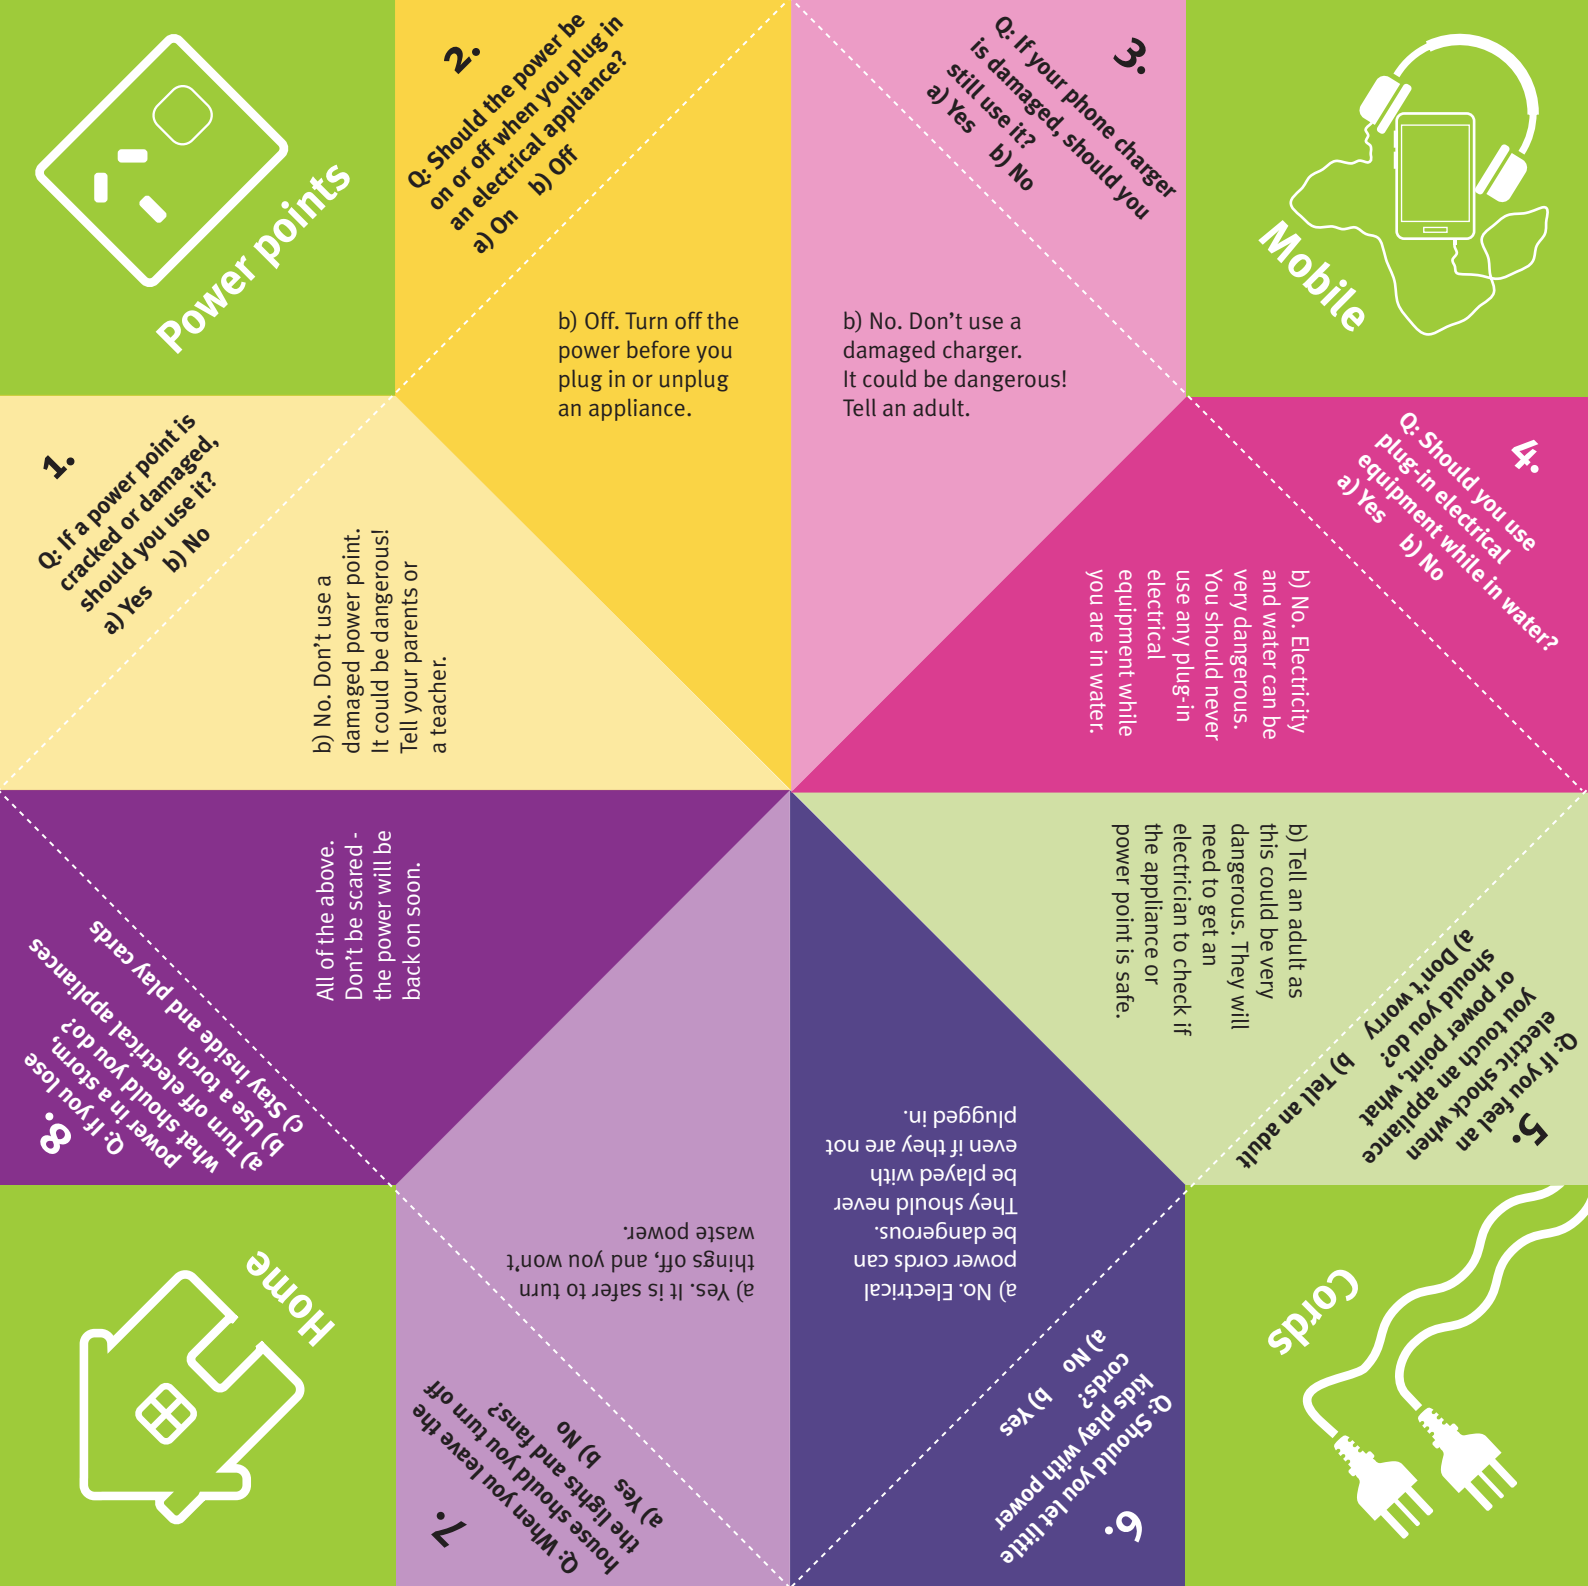 Power points
1.
Q: If a power point is
cracked or damaged,
should you use it?
a) Yes b) No
b) No. Don't use a
damaged power point.
It could be dangerous!
Tell your parents or
a teacher.
2.
Q: Should the power be
on or off when you plug in
an electrical appliance?
a) On b) Off
b) Off. Turn off the
power before you
plug in or unplug
an appliance.
3.
Q: If your phone charger
is damaged, should you
still use it?
a) Yes b) No
b) No. Don't use a
damaged charger.
It could be dangerous!
Tell an adult.
Mobile
4.
Q: Should you use
plug-in electrical
equipment while in water?
a) Yes b) No
b) No. Electricity
and water can be
very dangerous.
You should never
use any plug-in
electrical
equipment while
you are in water.
5.
Q: If you feel an
electric shock when
you touch an appliance
or power point, what
should you do?
a) Don't worry b) Tell an adult
b) Tell an adult as
this could be very
dangerous. They will
need to get an
electrician to check if
the appliance or
power point is safe.
Cords
6.
Q: Should you let little
kids play with power
cords?
a) No b) Yes
a) No. Electrical
power cords can
be dangerous.
They should never
be played with
even if they are not
plugged in.
7.
Q: When you leave the
house should you turn off
the lights and fans?
a) Yes b) No
a) Yes. It is safer to turn
things off, and you won't
waste power.
Home
8.
Q: If you lose
power in a storm,
what should you do?
a) Turn off electrical appliances
b) Use a torch
c) Stay inside and play cards
All of the above.
Don't be scared -
the power will be
back on soon.